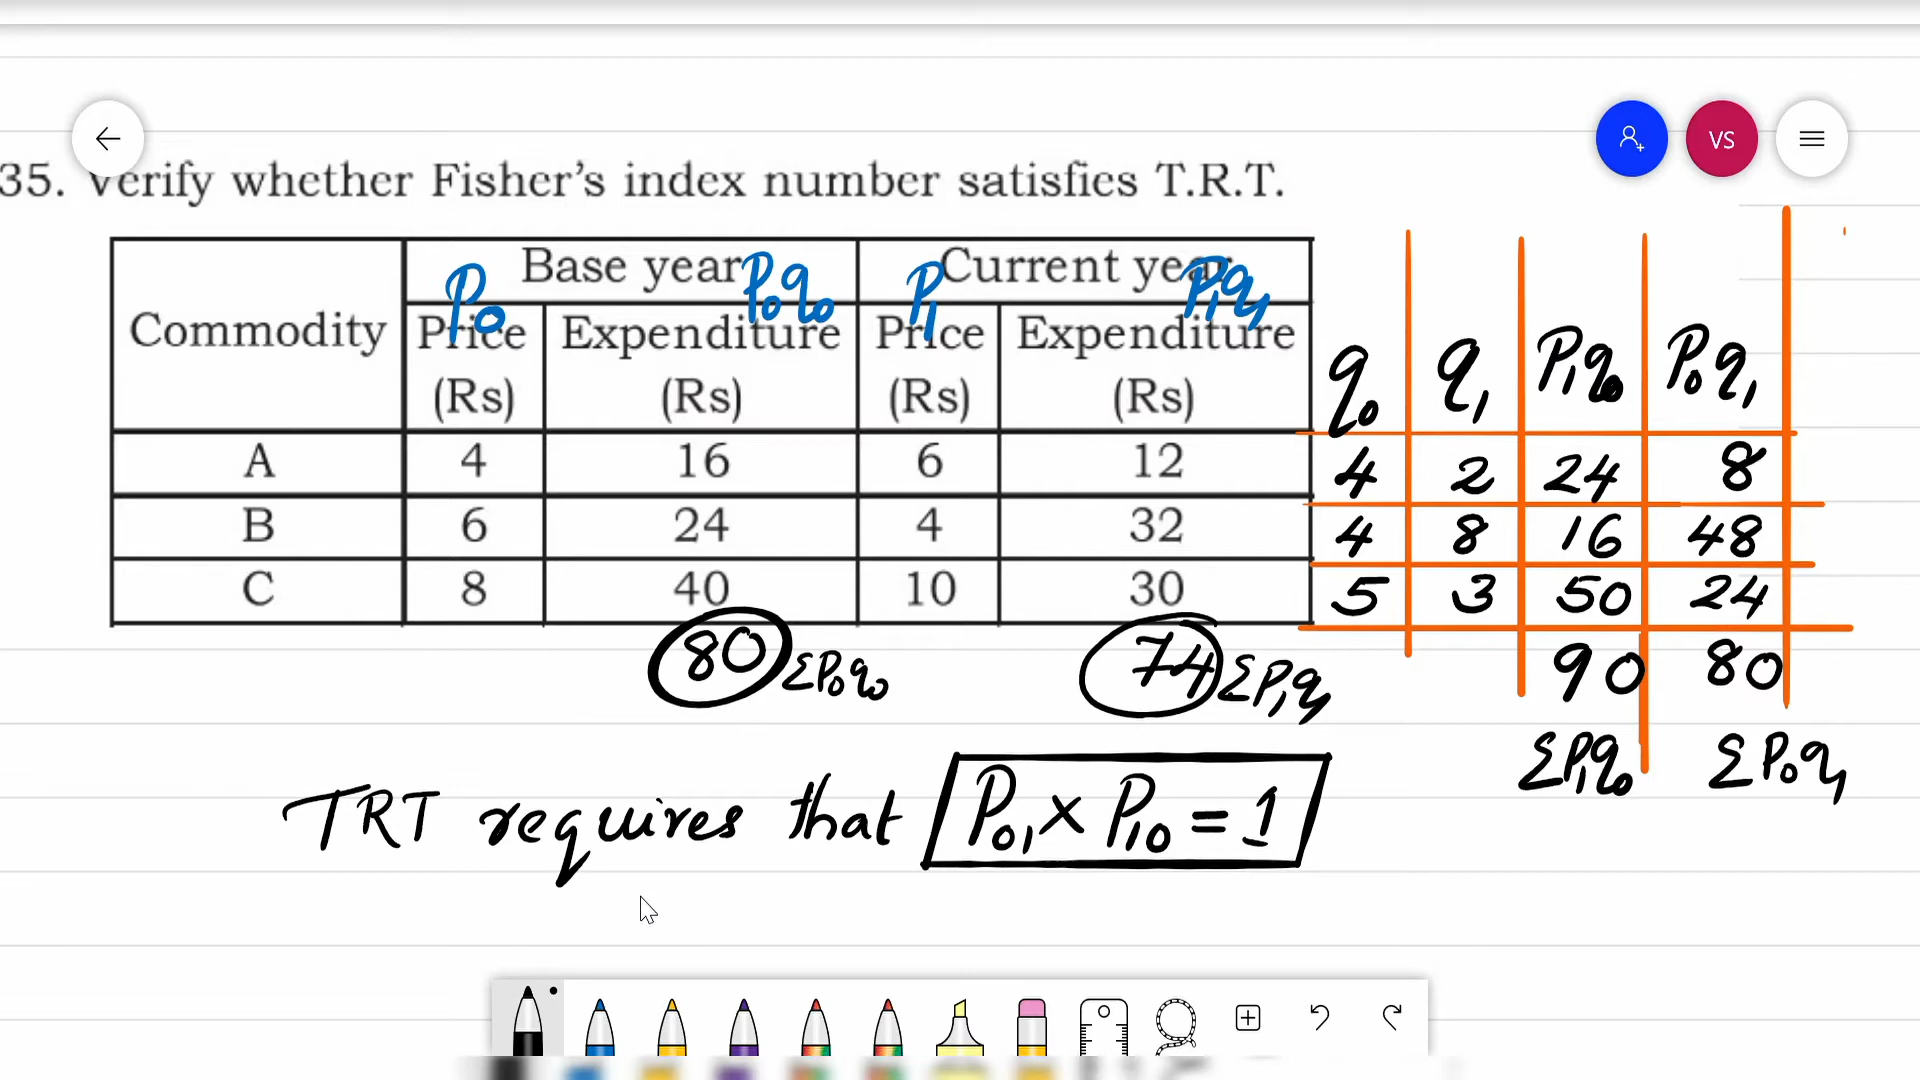 VS
35. Verify whether Fisher's index number satisfies T.R.T.
Commodity Base year Current year
P₀ P₀q₀ P₁ P₁q₁
Price (Rs) Expenditure (Rs) Price (Rs) Expenditure (Rs) q₀ q₁ P₁q₀ P₀q₁
A 4 16 6 12 4 2 24 8
B 6 24 4 32 4 8 16 48
C 8 40 10 30 5 3 50 24
80 ΣP₀q₀ 74 ΣP₁q₁ 90 80
ΣP₁q₀ ΣP₀q₁
TRT requires that P₀₁ × P₁₀ = 1